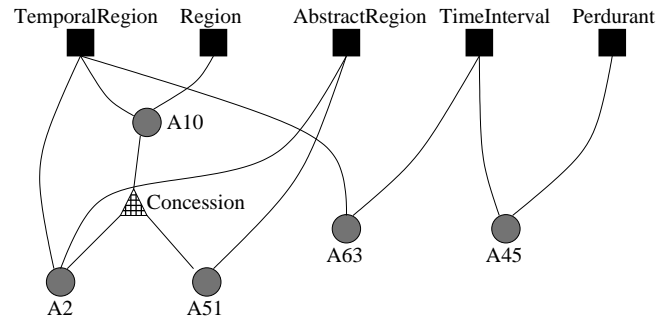 TemporalRegion Region AbstractRegion TimeInterval Perdurant
A10
Concession
A63 A45
A2 A51